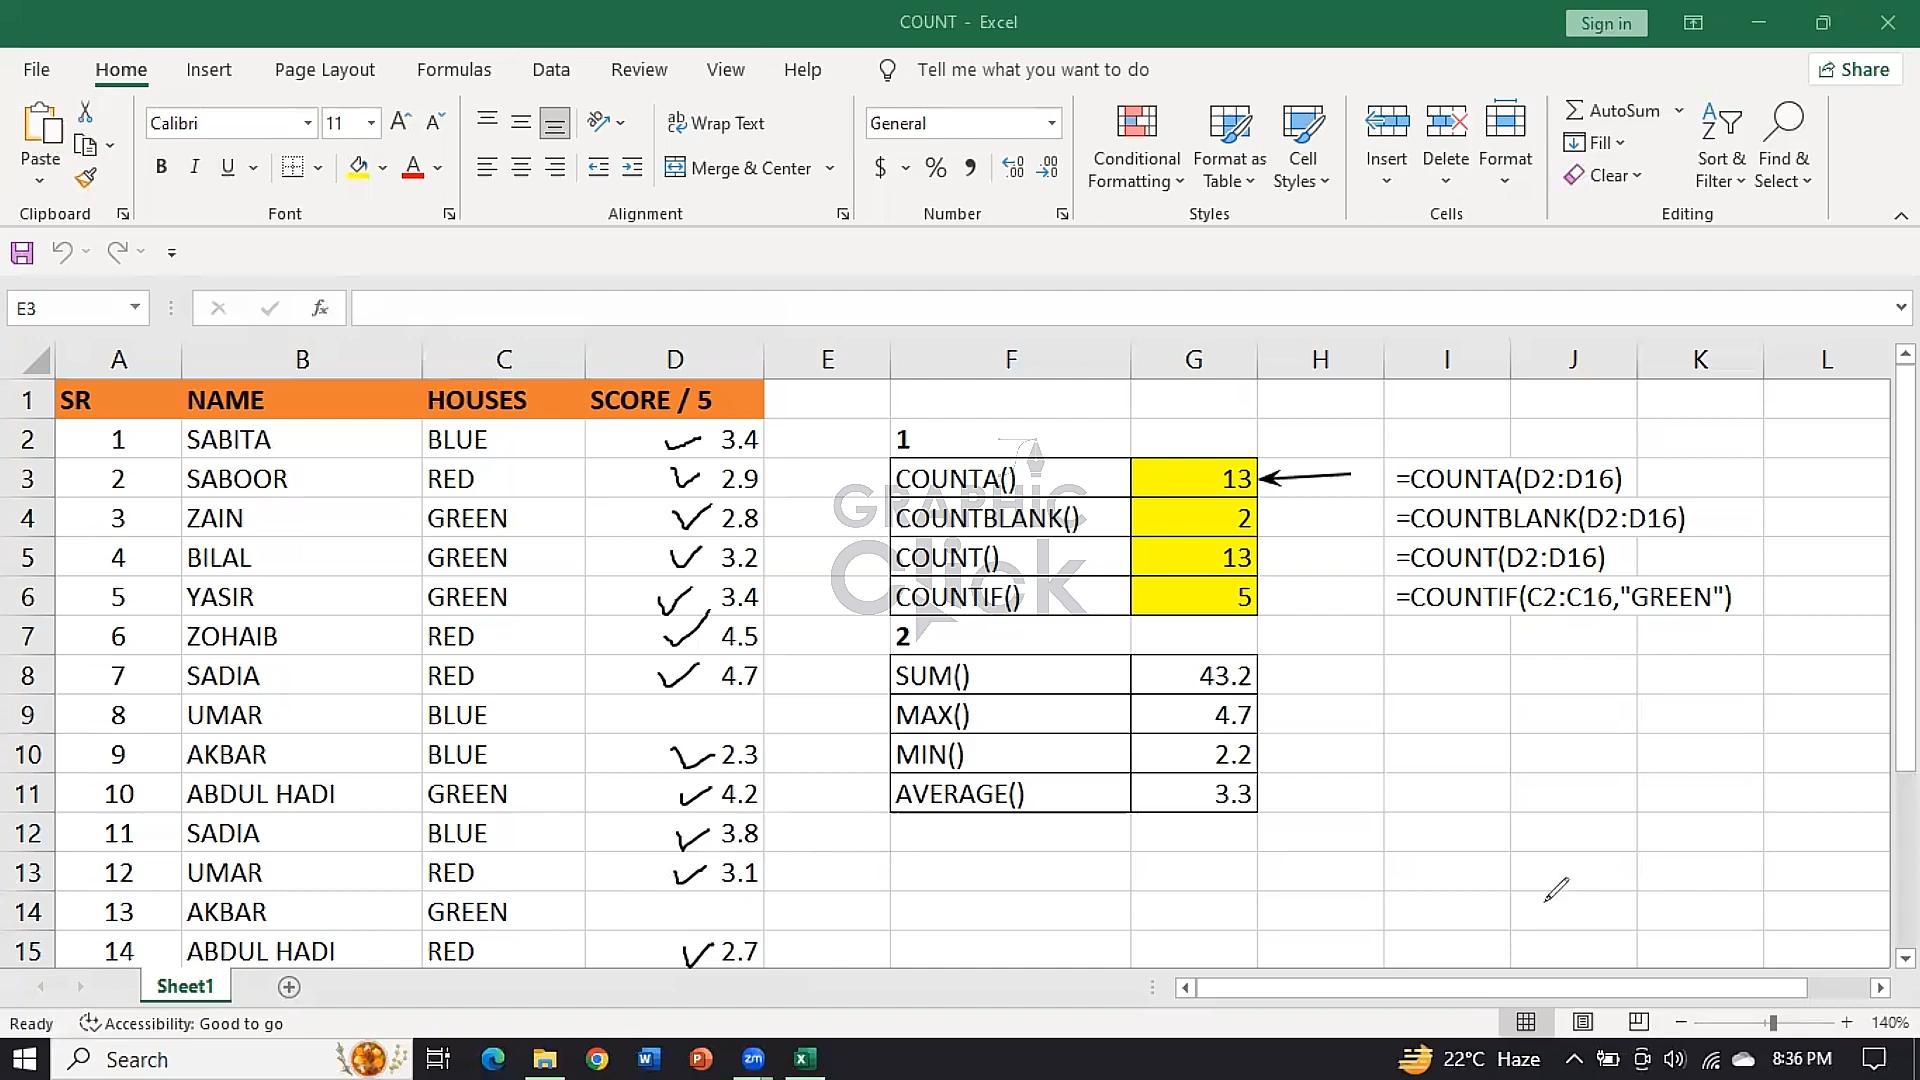 COUNT - Excel
Sign in
File Home Insert Page Layout Formulas Data Review View Help Tell me what you want to do Share
Paste
Calibri 11
Wrap Text
Merge & Center
General
Conditional Formatting
Format as Table
Cell Styles
Insert Delete Format
AutoSum
Fill
Clear
Sort & Filter
Find & Select
Clipboard Font Alignment Number Styles Cells Editing
E3 fx
A B C D E F G H I J K L
1 SR NAME HOUSES SCORE / 5
2 1 SABITA BLUE 3.4 1
3 2 SABOOR RED 2.9 COUNTA() 13 =COUNTA(D2:D16)
4 3 ZAIN GREEN 2.8 COUNTBLANK() 2 =COUNTBLANK(D2:D16)
5 4 BILAL GREEN 3.2 COUNT() 13 =COUNT(D2:D16)
6 5 YASIR GREEN 3.4 COUNTIF() 5 =COUNTIF(C2:C16,"GREEN")
7 6 ZOHAIB RED 4.5 2
8 7 SADIA RED 4.7 SUM() 43.2
9 8 UMAR BLUE MAX() 4.7
10 9 AKBAR BLUE 2.3 MIN() 2.2
11 10 ABDUL HADI GREEN 4.2 AVERAGE() 3.3
12 11 SADIA BLUE 3.8
13 12 UMAR RED 3.1
14 13 AKBAR GREEN
15 14 ABDUL HADI RED 2.7
GRAPHIC
Click
Sheet1
Ready Accessibility: Good to go 140%
Search 22°C Haze 8:36 PM